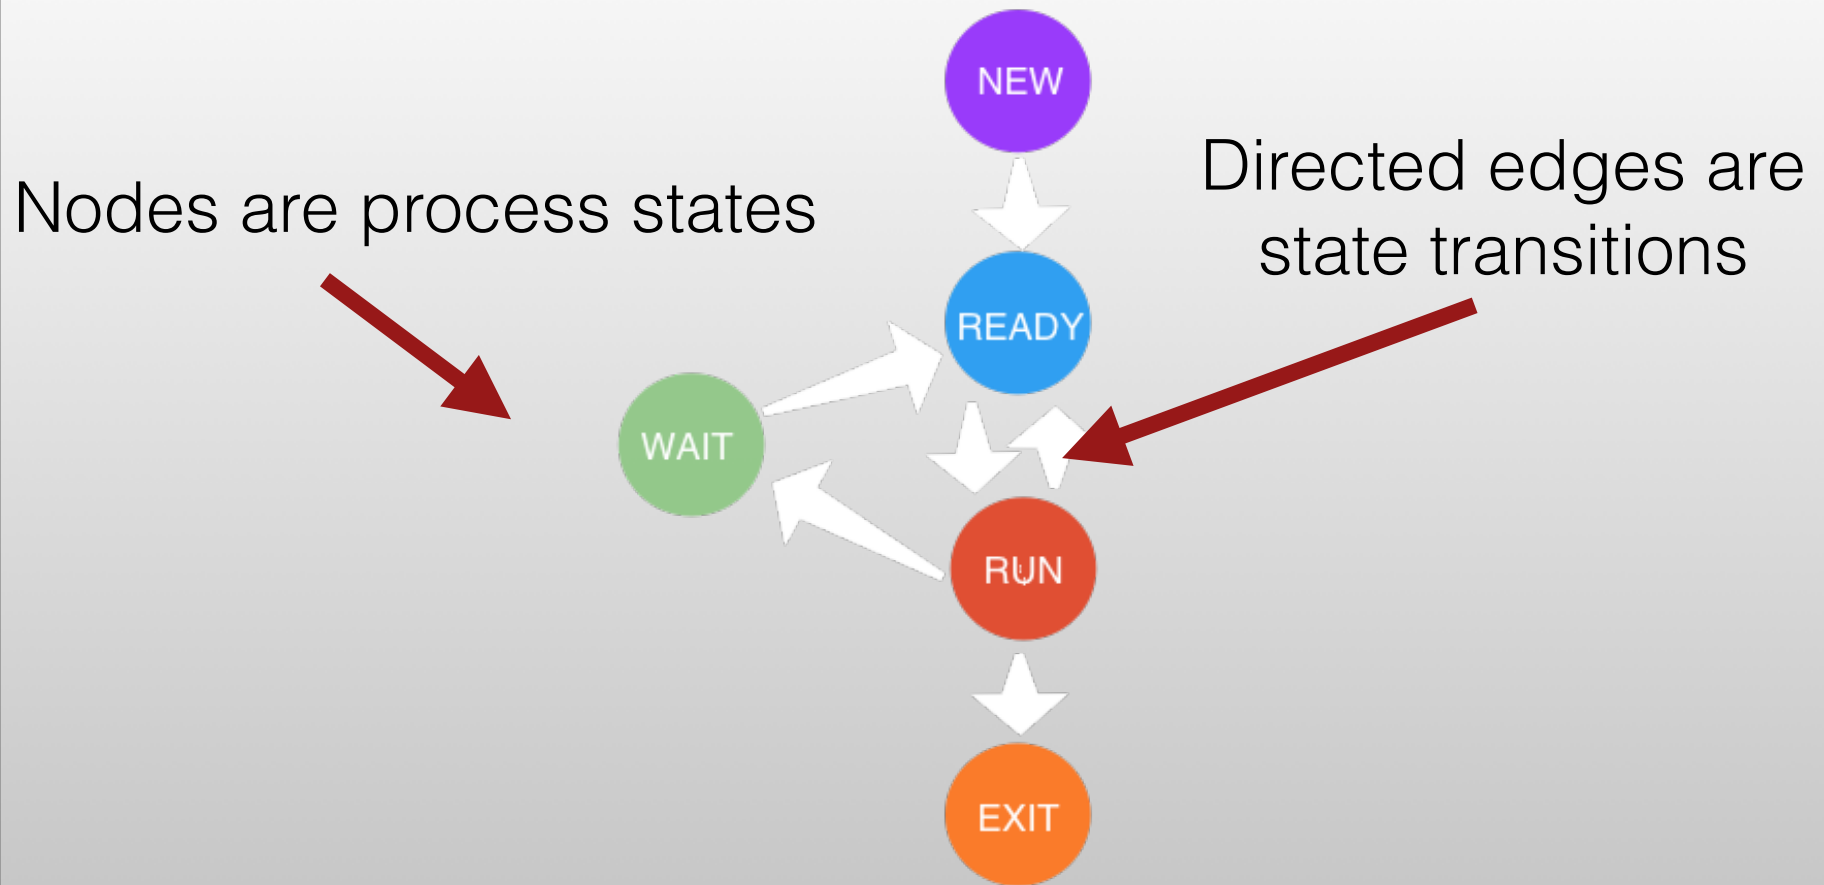 NEW
Directed edges are
state transitions
Nodes are process states
READY
WAIT
RUN
EXIT